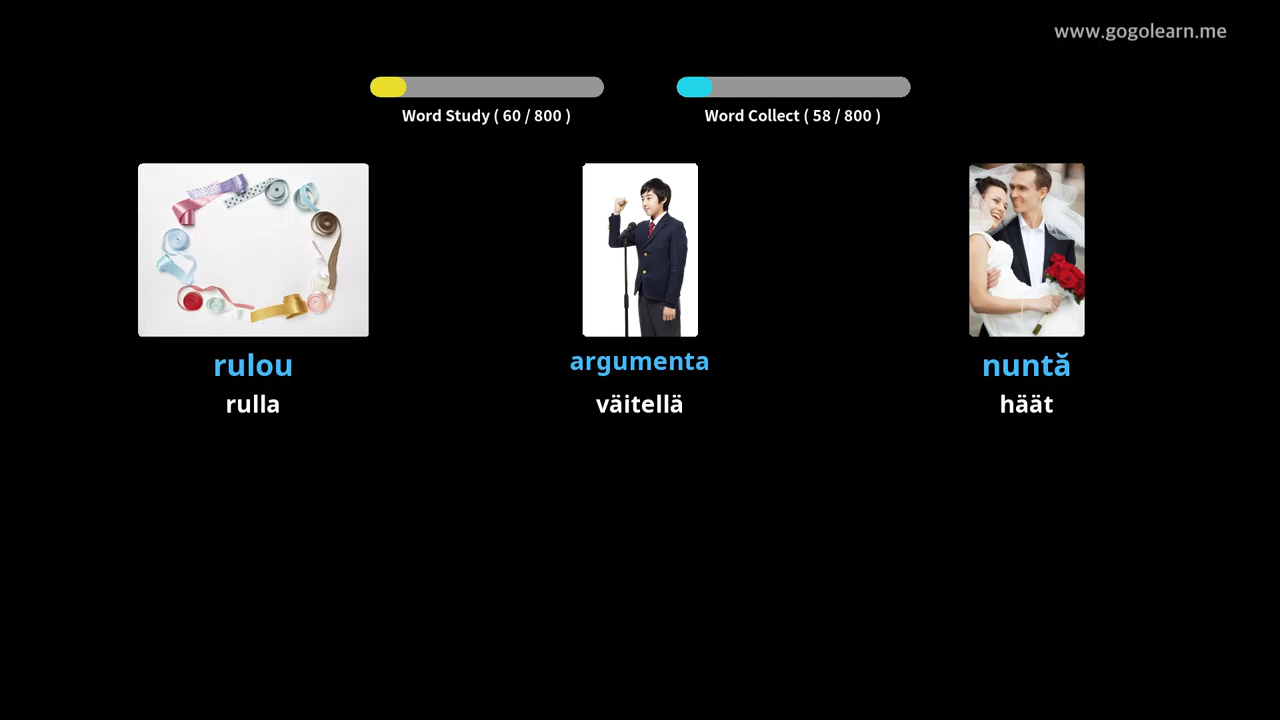 www.gogolearn.me
Word Study ( 60 / 800 )
Word Collect ( 58 / 800 )
rulou
rulla
argumenta
väitellä
nuntă
häät